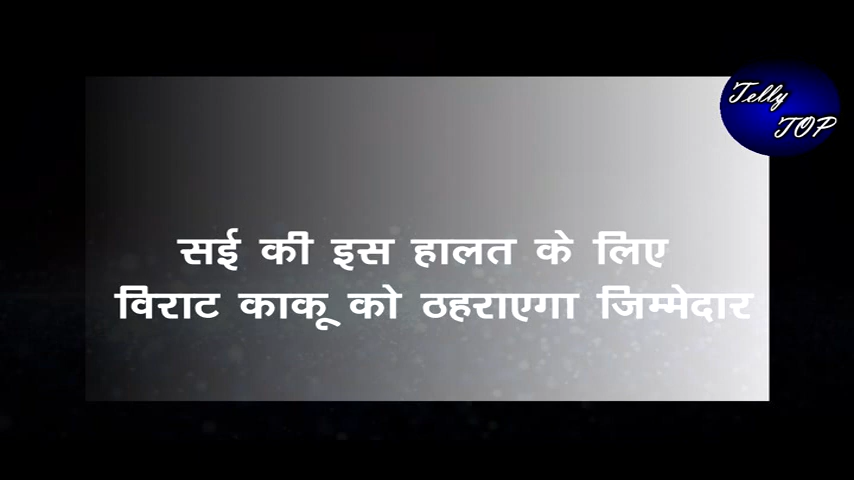 Telly
TOP
सई की इस हालत के लिए
विराट काकू को ठहराएगा जिम्मेदार